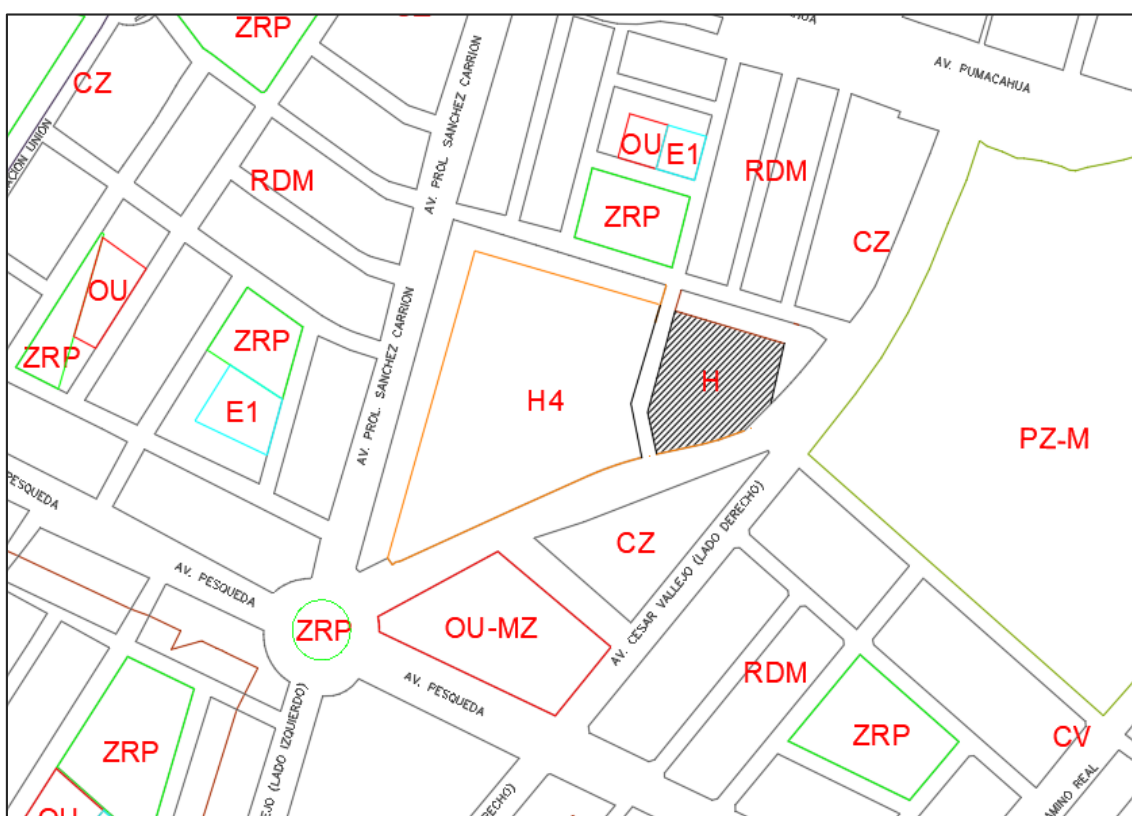 ZRP
CZ
AV. PUMACAHUA
AV. PROL. SANCHEZ CARRION
OU
E1
RDM
RDM
ZRP
CZ
OU
ZRP
ZRP
E1
H4
H
PZ-M
AV. PROL. SANCHEZ CARRION
PESQUEDA
CZ
AV. PESQUEDA
ZRP
OU-MZ
AV. CESAR VALLEJO (LADO DERECHO)
RDM
AV. PESQUEDA
ZRP
CV
ZRP
OU